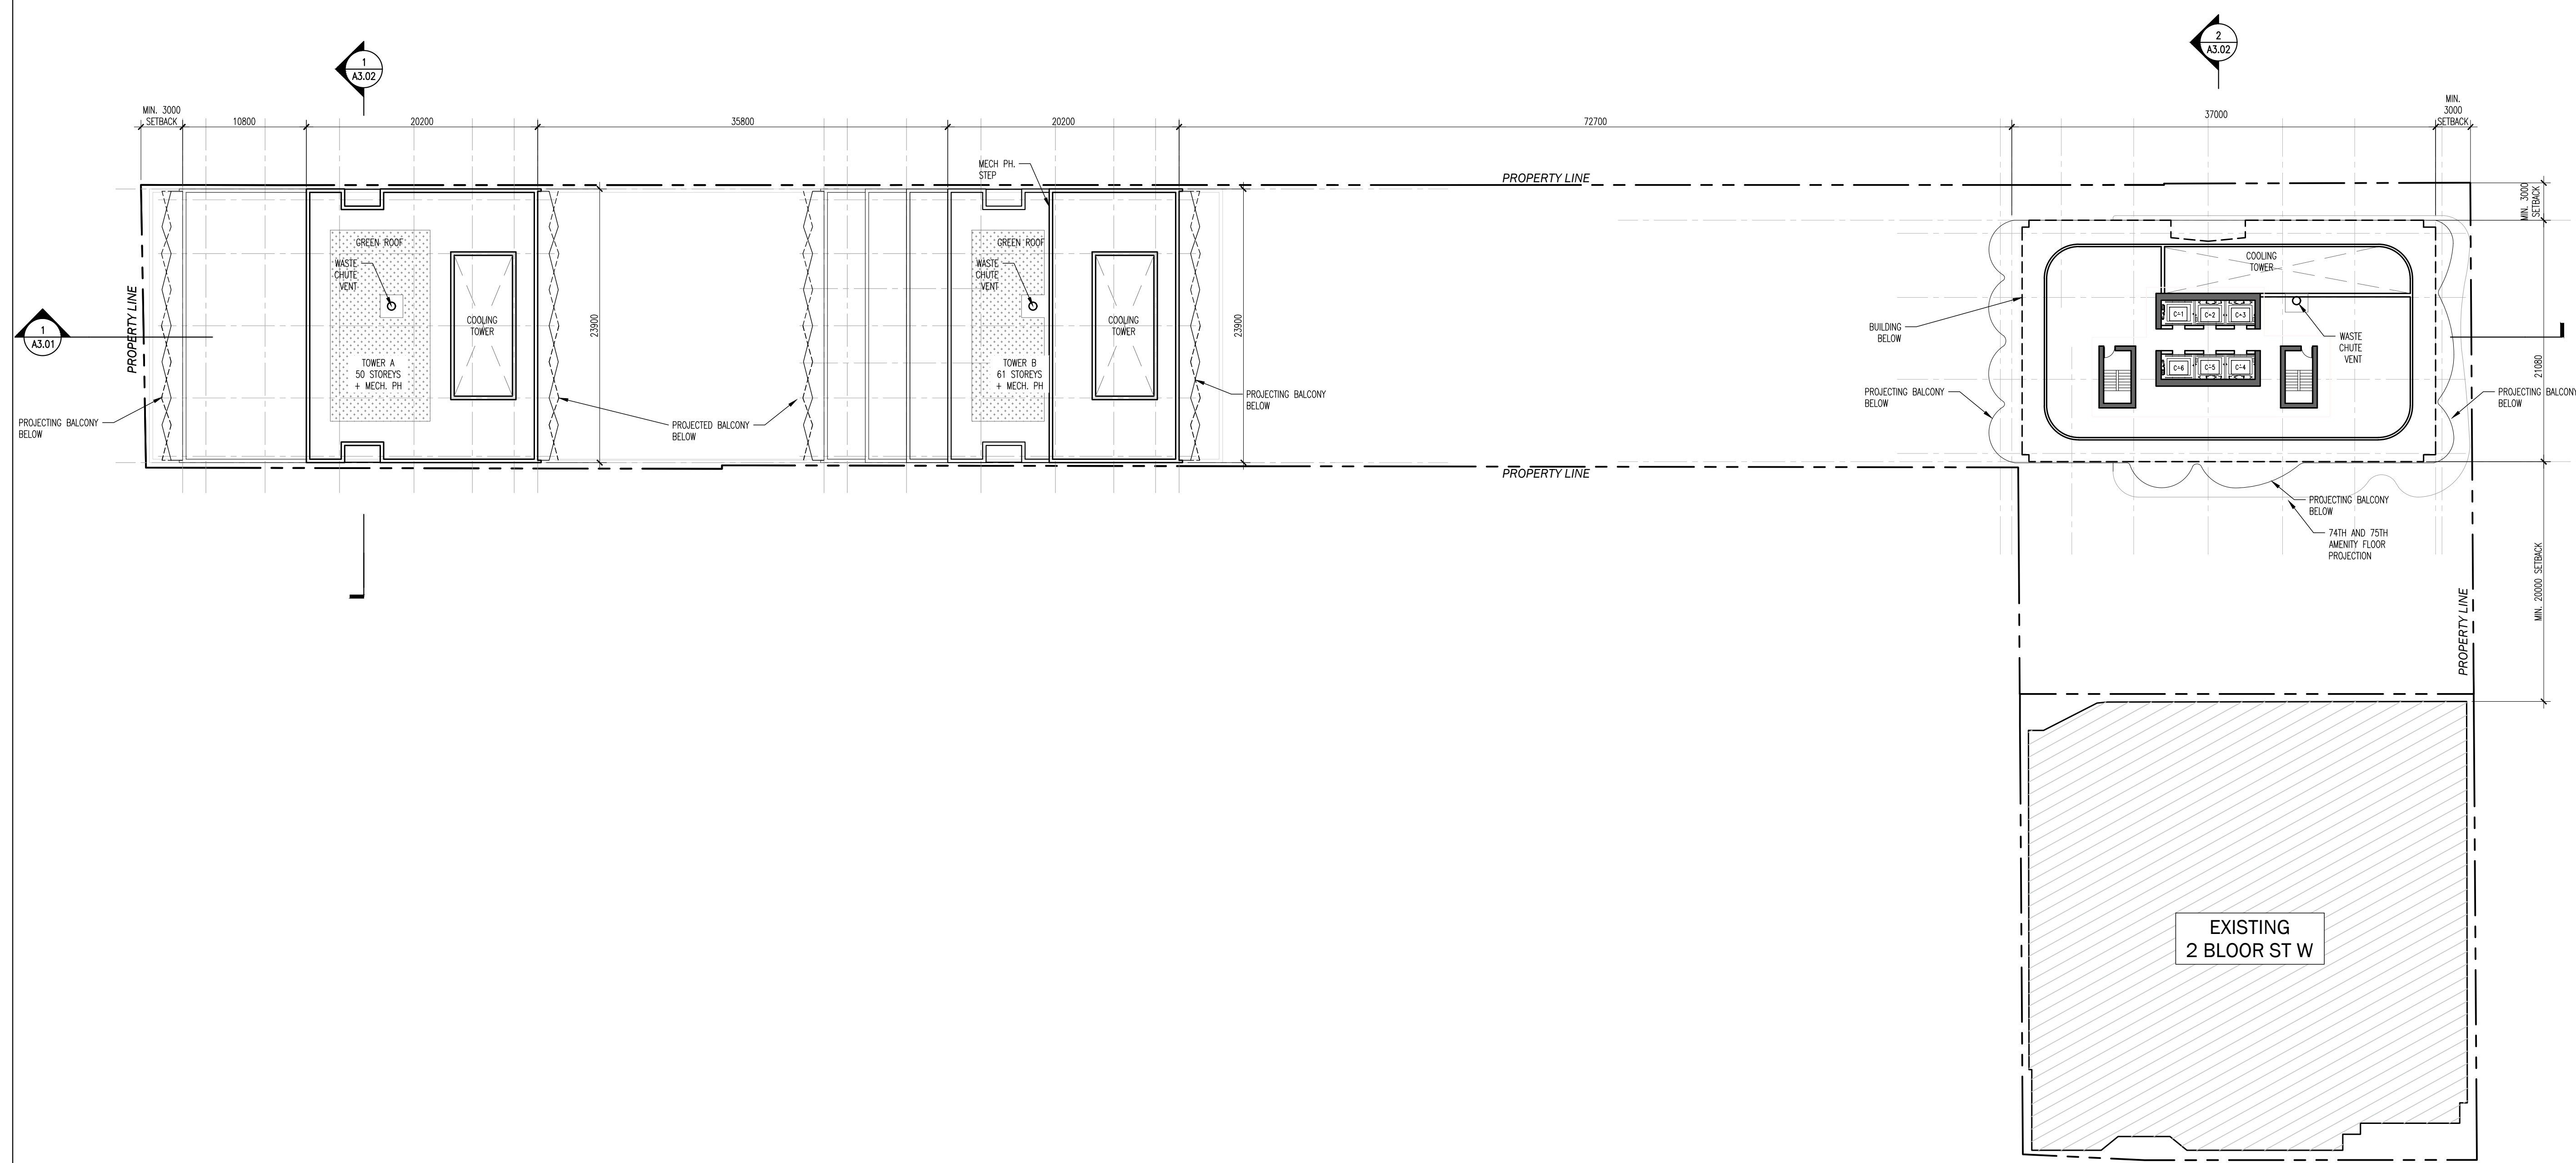 1
A3.02
2
A3.02
MIN. 3000
SETBACK
10800
20200
35800
20200
72700
37000
MIN.
3000
SETBACK
MECH PH.
STEP
PROPERTY LINE
MIN. 3000
SETBACK
GREEN ROOF
WASTE
CHUTE
VENT
COOLING
TOWER
TOWER A
50 STOREYS
+ MECH. PH
23900
GREEN ROOF
WASTE
CHUTE
VENT
COOLING
TOWER
TOWER B
61 STOREYS
+ MECH. PH
23900
COOLING
TOWER
C-1
C-2
C-3
C-6
C-5
C-4
WASTE
CHUTE
VENT
BUILDING
BELOW
21080
1
A3.01
PROPERTY LINE
PROJECTING BALCONY
BELOW
PROJECTED BALCONY
BELOW
PROJECTING BALCONY
BELOW
PROJECTING BALCONY
BELOW
PROJECTING BALCONY
BELOW
PROPERTY LINE
PROJECTING BALCONY
BELOW
74TH AND 75TH
AMENITY FLOOR
PROJECTION
MIN. 20000 SETBACK
PROPERTY LINE
EXISTING
2 BLOOR ST W